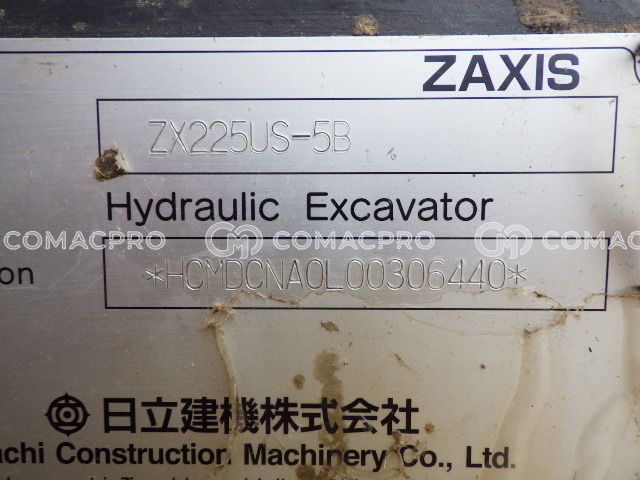 ZAXIS
ZX225US-5B
Hydraulic Excavator
COMACPRO COMACPRO COMACPRO
on
*HCMDCNA0L00306440*
日立建機株式会社
achi Construction Machinery Co., Ltd.